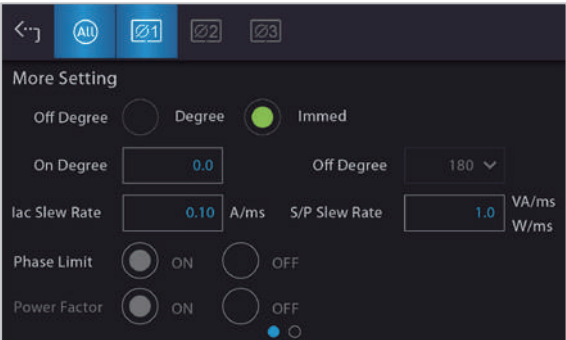 All Ø1 Ø2 Ø3
More Setting
Off Degree Degree Immed
On Degree 0.0 Off Degree 180
Iac Slew Rate 0.10 A/ms S/P Slew Rate 1.0 VA/ms
W/ms
Phase Limit ON OFF
Power Factor ON OFF